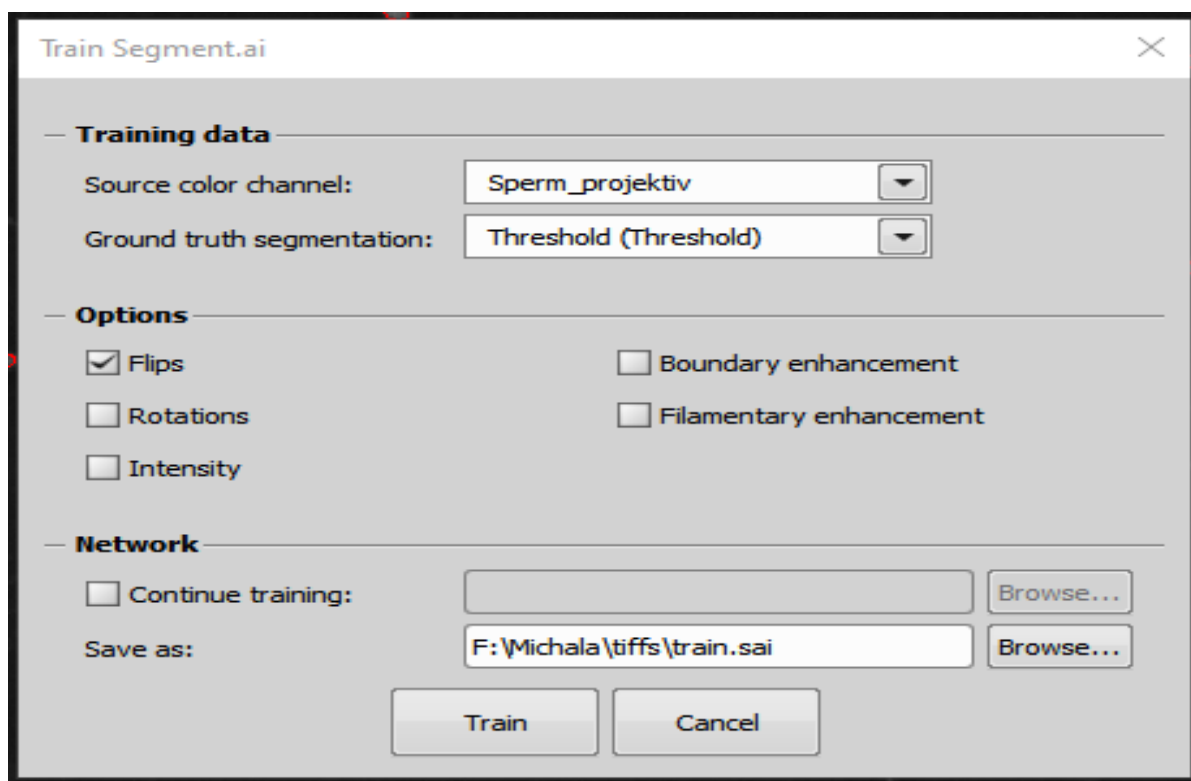 Train Segment.ai
Training data
Source color channel: Sperm_projektiv
Ground truth segmentation: Threshold (Threshold)
Options
Flips Boundary enhancement
Rotations Filamentary enhancement
Intensity
Network
Continue training: Browse...
Save as: F:\Michala\tiffs\train.sai Browse...
Train Cancel